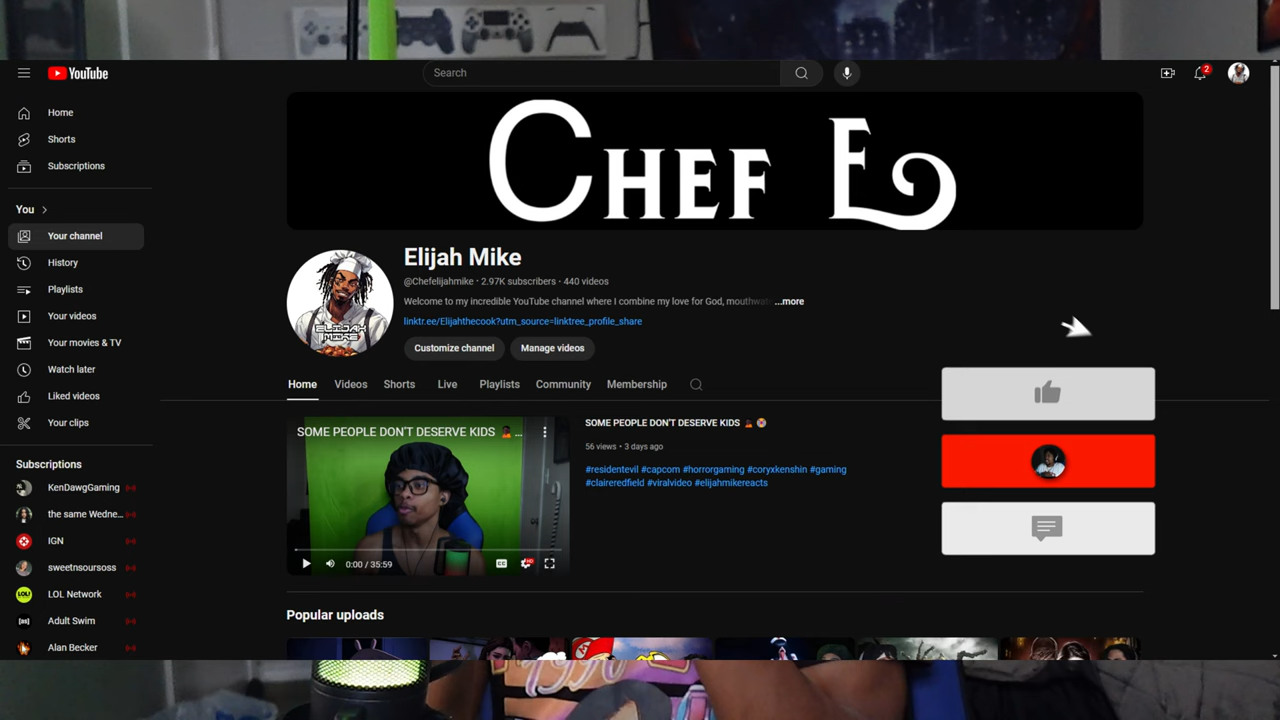 YouTube
Search
2
Home
Shorts
Subscriptions
You
Your channel
History
Playlists
Your videos
Your movies & TV
Watch later
Liked videos
Your clips
Subscriptions
KenDawgGaming
the same Wedne...
IGN
sweetnsoursoss
LOL Network
Adult Swim
Alan Becker
CHEF E
ELIJAH
MIKE
Elijah Mike
@Chefelijahmike · 2.97K subscribers · 440 videos
Welcome to my incredible YouTube channel where I combine my love for God, mouthwat ...more
linktr.ee/Elijahthecook?utm_source=linktree_profile_share
Customize channel
Manage videos
Home Videos Shorts Live Playlists Community Membership
SOME PEOPLE DON'T DESERVE KIDS ...
CC
HD
0:00 / 35:59
SOME PEOPLE DON'T DESERVE KIDS
56 views · 3 days ago
#residentevil #capcom #horrorgaming #coryxkenshin #gaming
#claireredfield #viralvideo #elijahmikereacts
Popular uploads